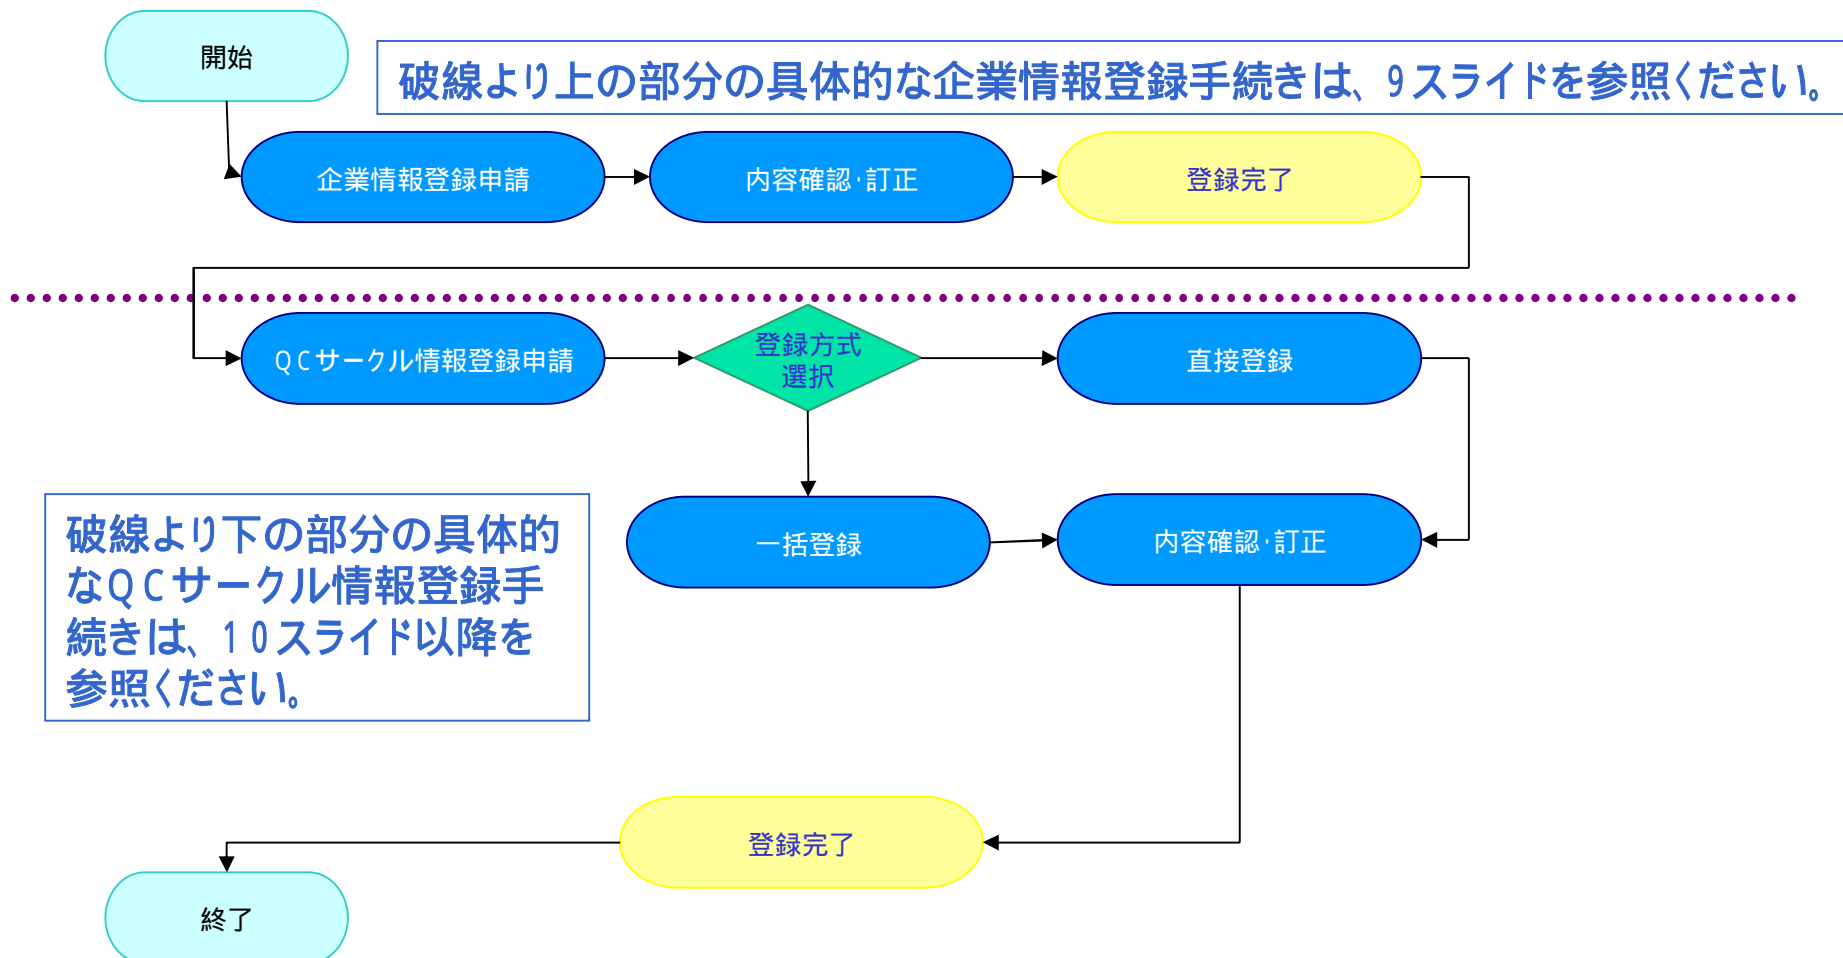 開始
破線より上の部分の具体的な企業情報登録手続きは、9スライドを参照ください。
企業情報登録申請
内容確認・訂正
登録完了
QCサークル情報登録申請
登録方式
選択
直接登録
一括登録
内容確認・訂正
破線より下の部分の具体的
なQCサークル情報登録手
続きは、10スライド以降を
参照ください。
登録完了
終了